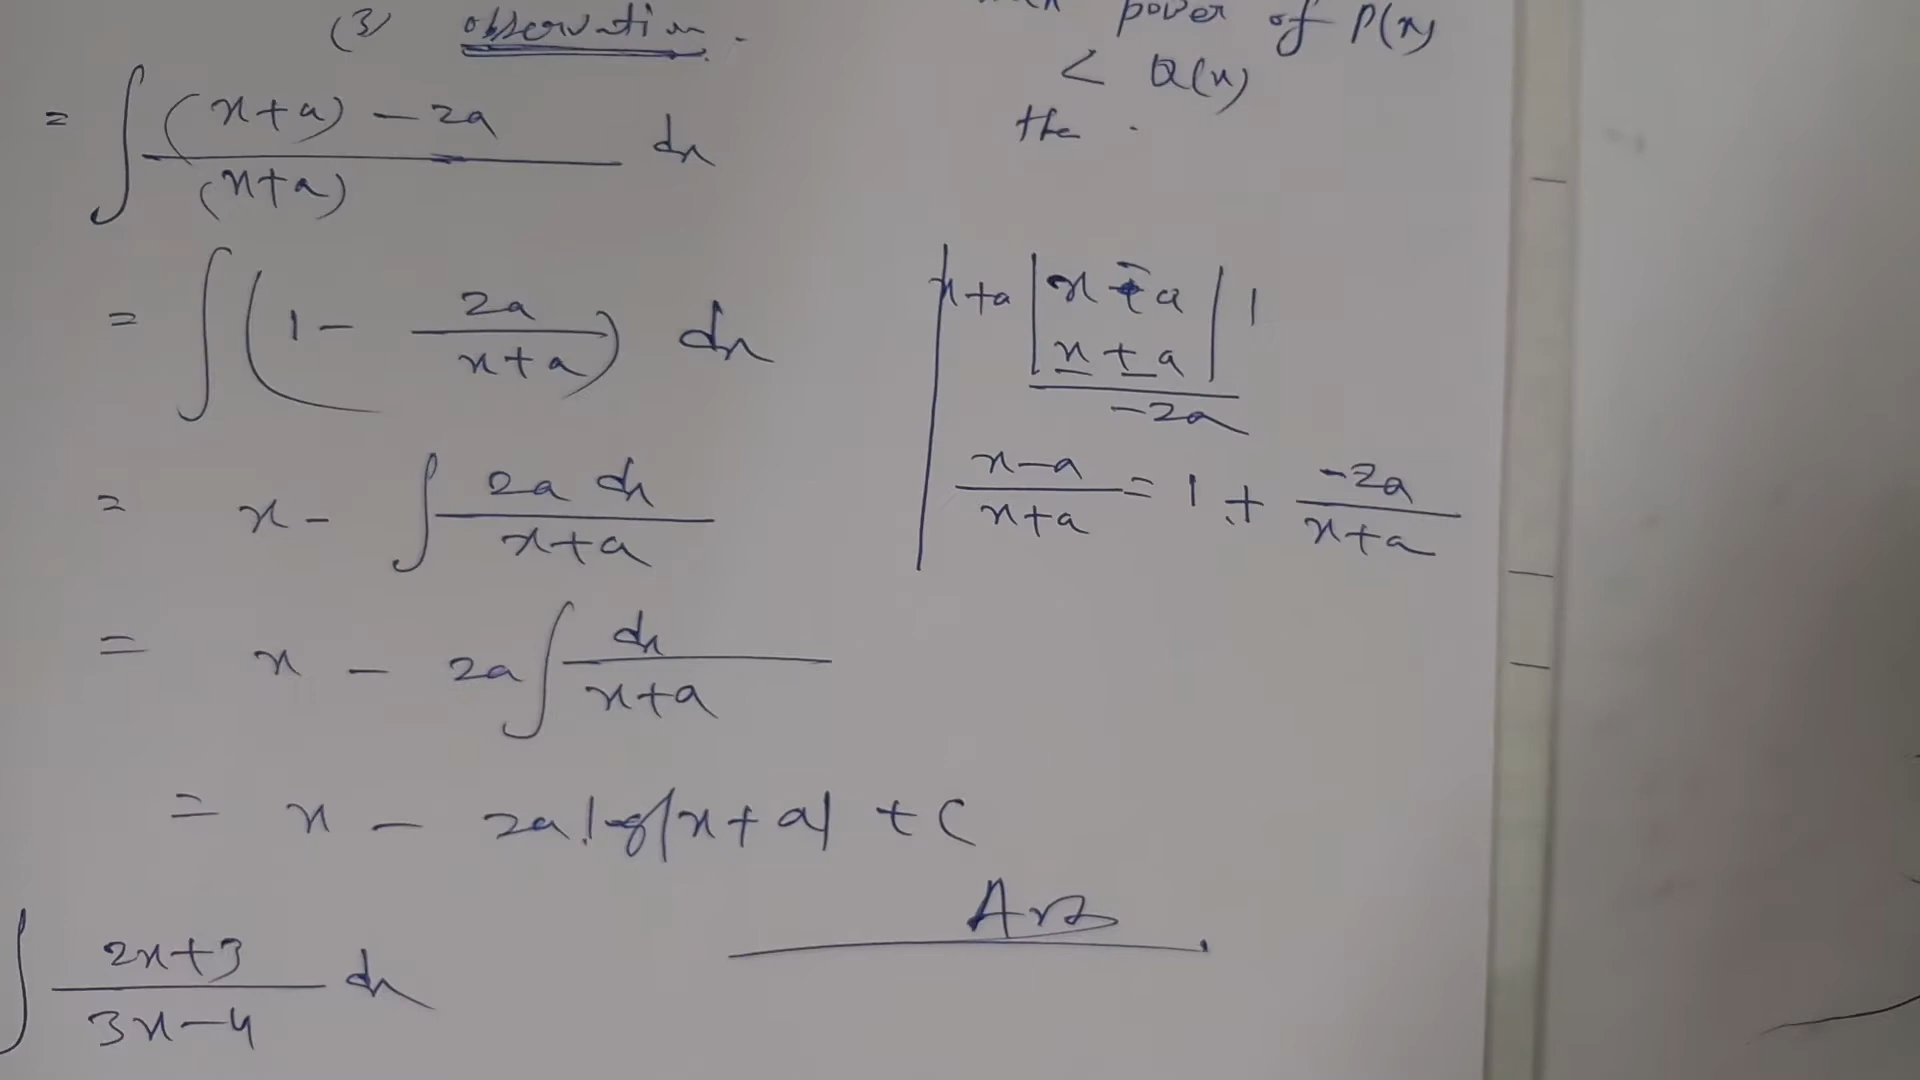 (3) observation.
= ∫ (x+a) - 2a / (x+a) dx
= ∫ (1 - 2a / x+a) dx
= x - ∫ 2a dx / x+a
= x - 2a ∫ dx / x+a
= x - 2a . log|x+a| + C
Ans
∫ 2x+3 / 3x-4 dx
power of P(x)
< Q(x)
the .
x+a | x - a | 1
x + a
-2a
x-a / x+a = 1 + -2a / x+a